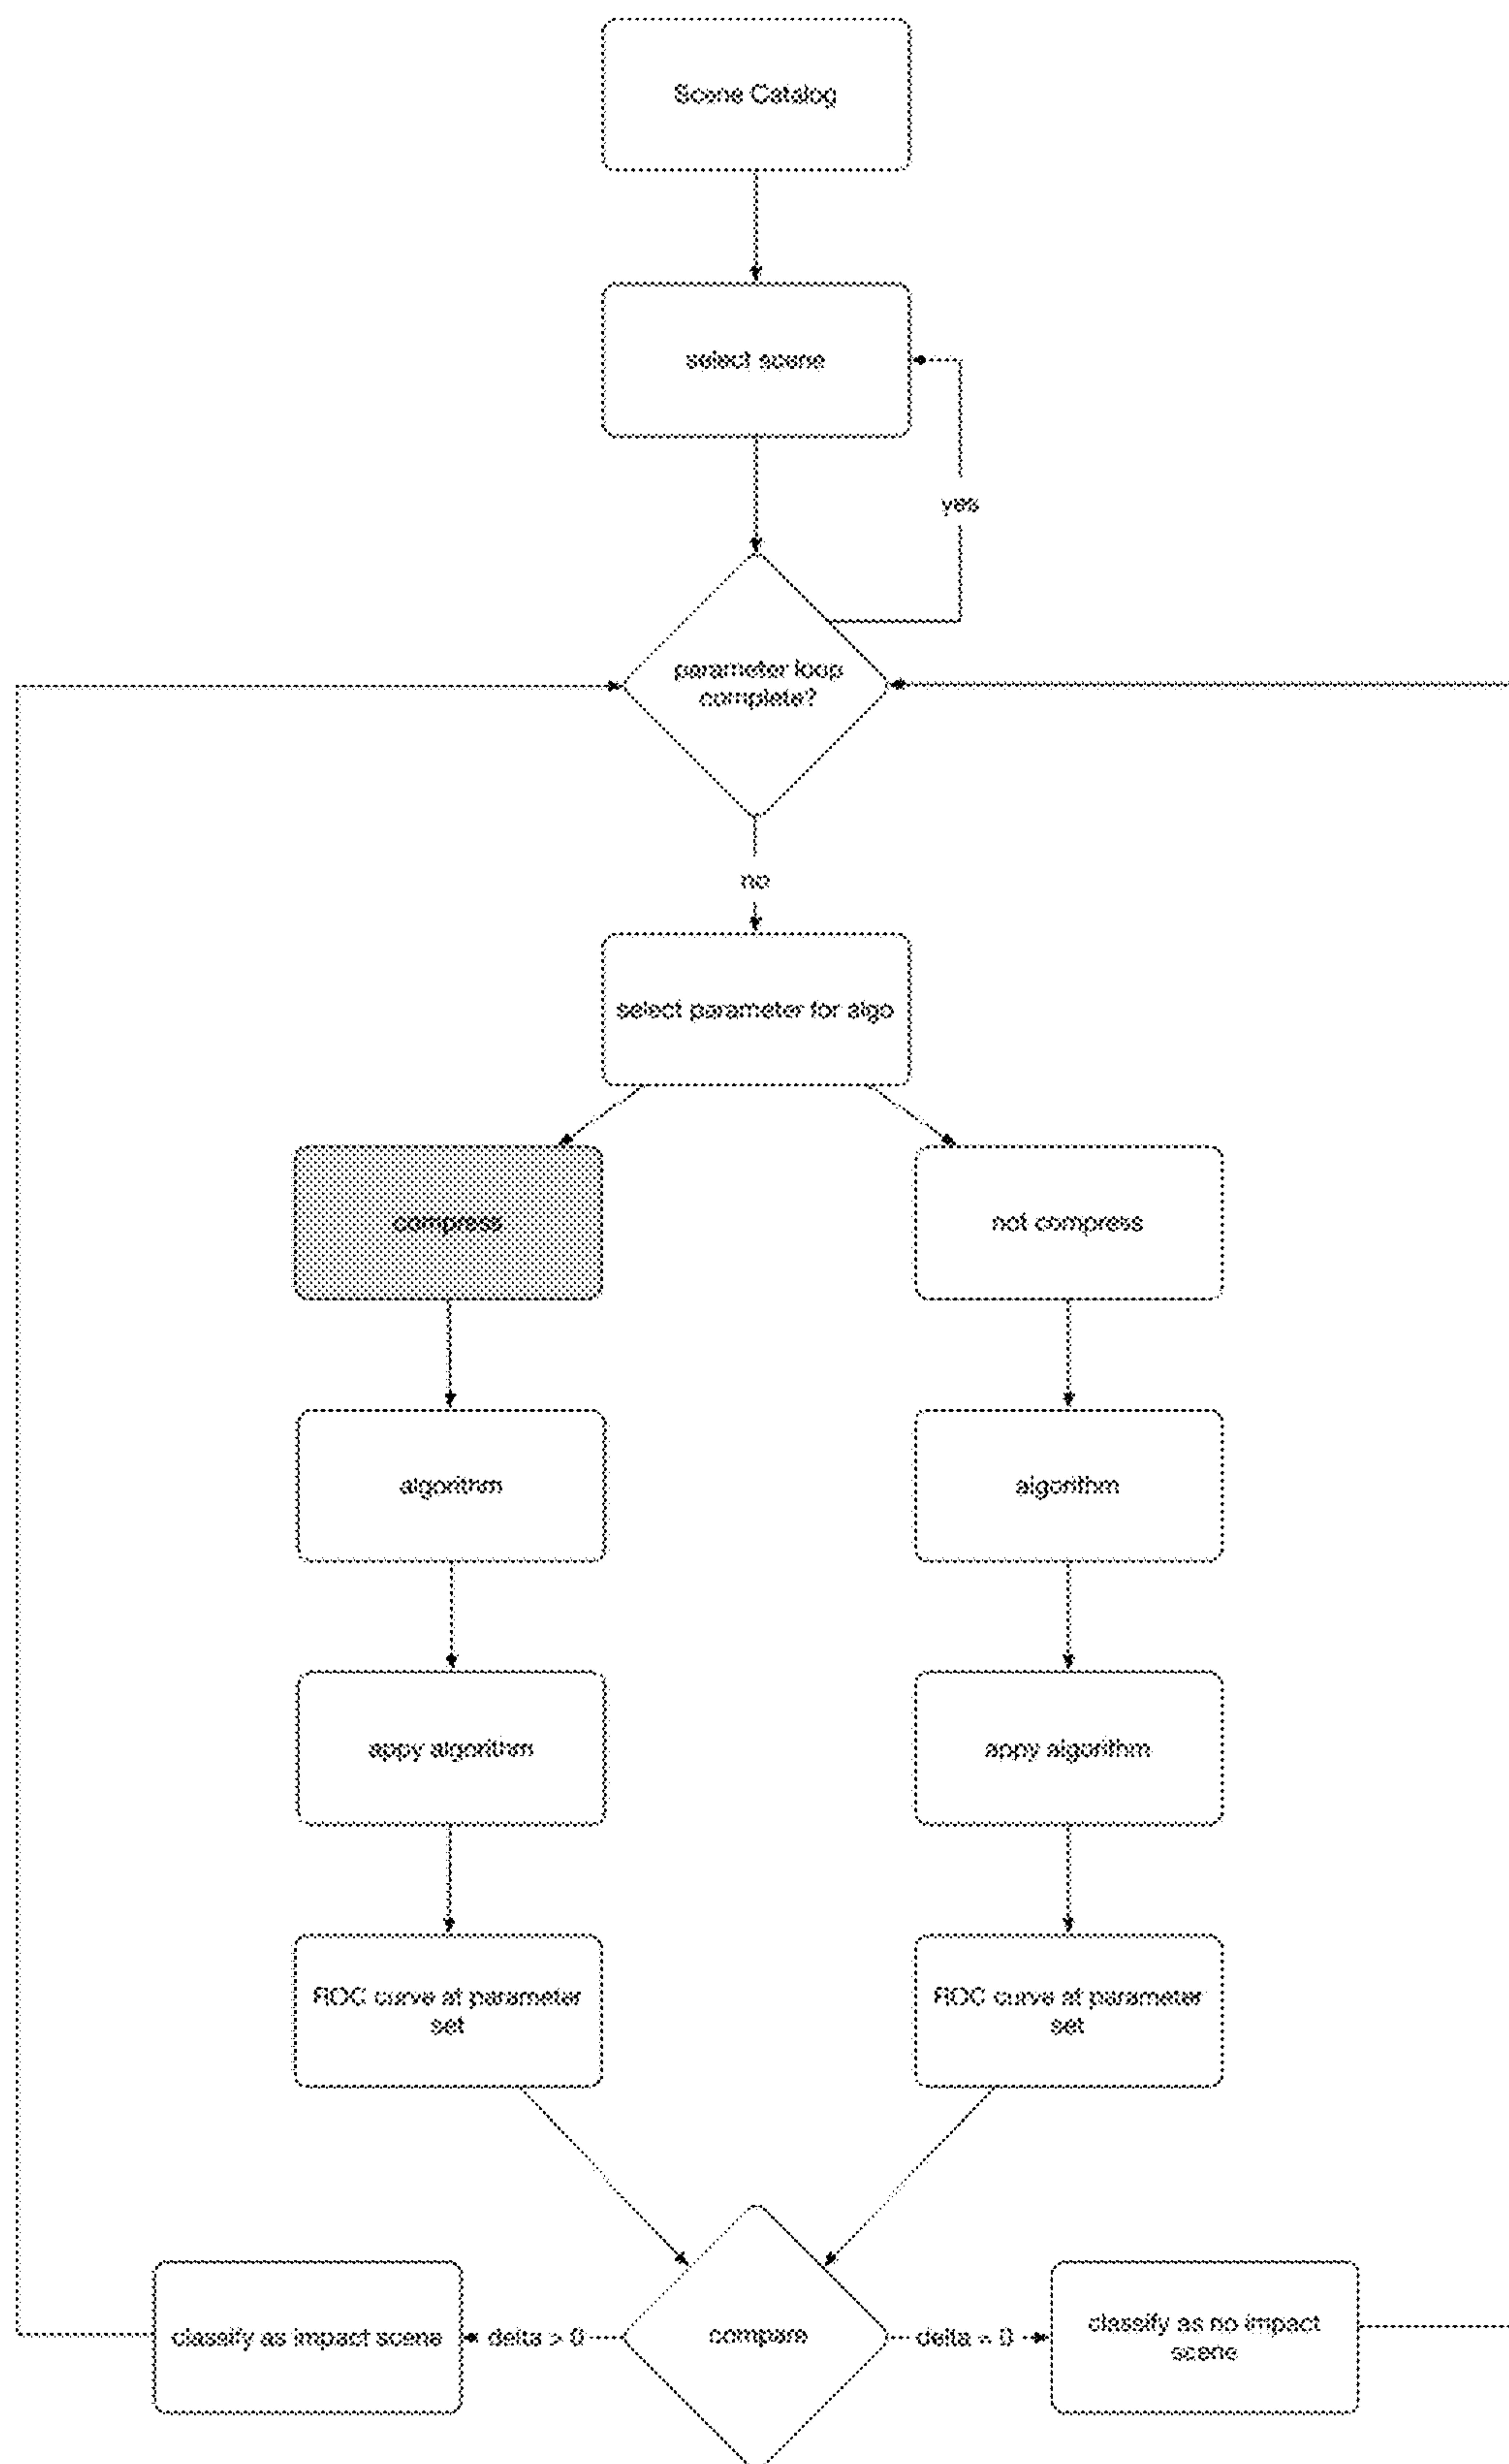 Scene Catalog
select scene
yes
parameter loop
complete?
no
select parameter for algo
compress
not compress
algorithm
algorithm
appy algorithm
appy algorithm
ROC curve at parameter
set
ROC curve at parameter
set
classify as impact scene
delta > 0
compare
delta = 0
classify as no impact
scene